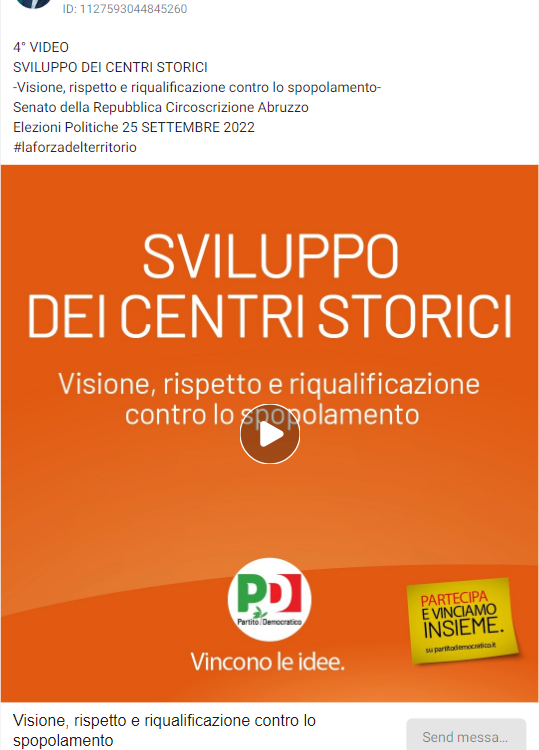 ID: 1127593044845260
4° VIDEO
SVILUPPO DEI CENTRI STORICI
-Visione, rispetto e riqualificazione contro lo spopolamento-
Senato della Repubblica Circoscrizione Abruzzo
Elezioni Politiche 25 SETTEMBRE 2022
#laforzadelterritorio
SVILUPPO
DEI CENTRI STORICI
Visione, rispetto e riqualificazione
contro lo spopolamento
PD
Partito Democratico
Vincono le idee.
PARTECIPA
E VINCIAMO
INSIEME.
su partitodemocratico.it
Visione, rispetto e riqualificazione contro lo
spopolamento
Send messa...